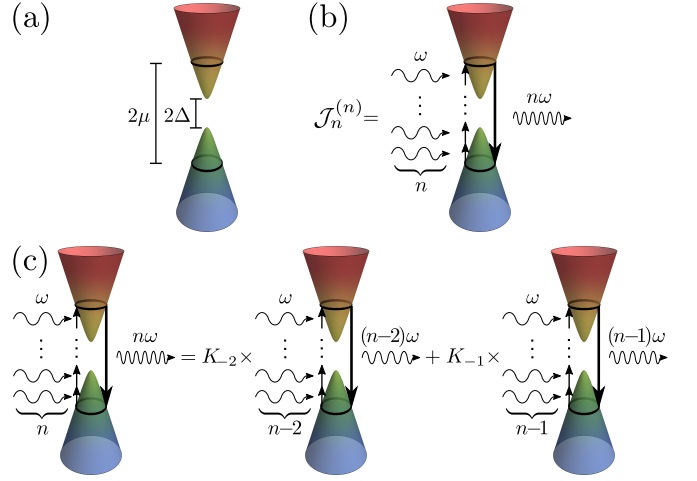 (a)
2μ
2Δ
(b)
ω
𝒥ₙ⁽ⁿ⁾ =
⋮ ⋮
nω
n
(c)
ω
⋮ ⋮
nω
n
= K₋₂ ×
ω
⋮ ⋮
(n−2)ω
n−2
+ K₋₁ ×
ω
⋮ ⋮
(n−1)ω
n−1